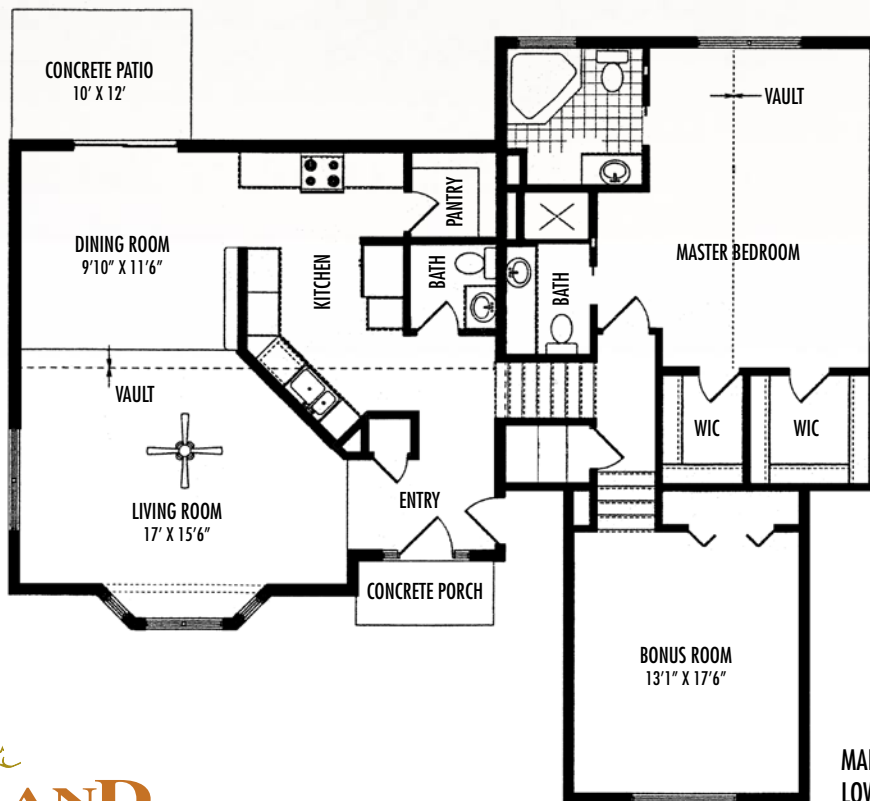 CONCRETE PATIO
10' X 12'
VAULT
PANTRY
DINING ROOM
9'10" X 11'6"
KITCHEN
BATH
BATH
MASTER BEDROOM
VAULT
WIC
WIC
LIVING ROOM
17' X 15'6"
ENTRY
CONCRETE PORCH
BONUS ROOM
13'1" X 17'6"